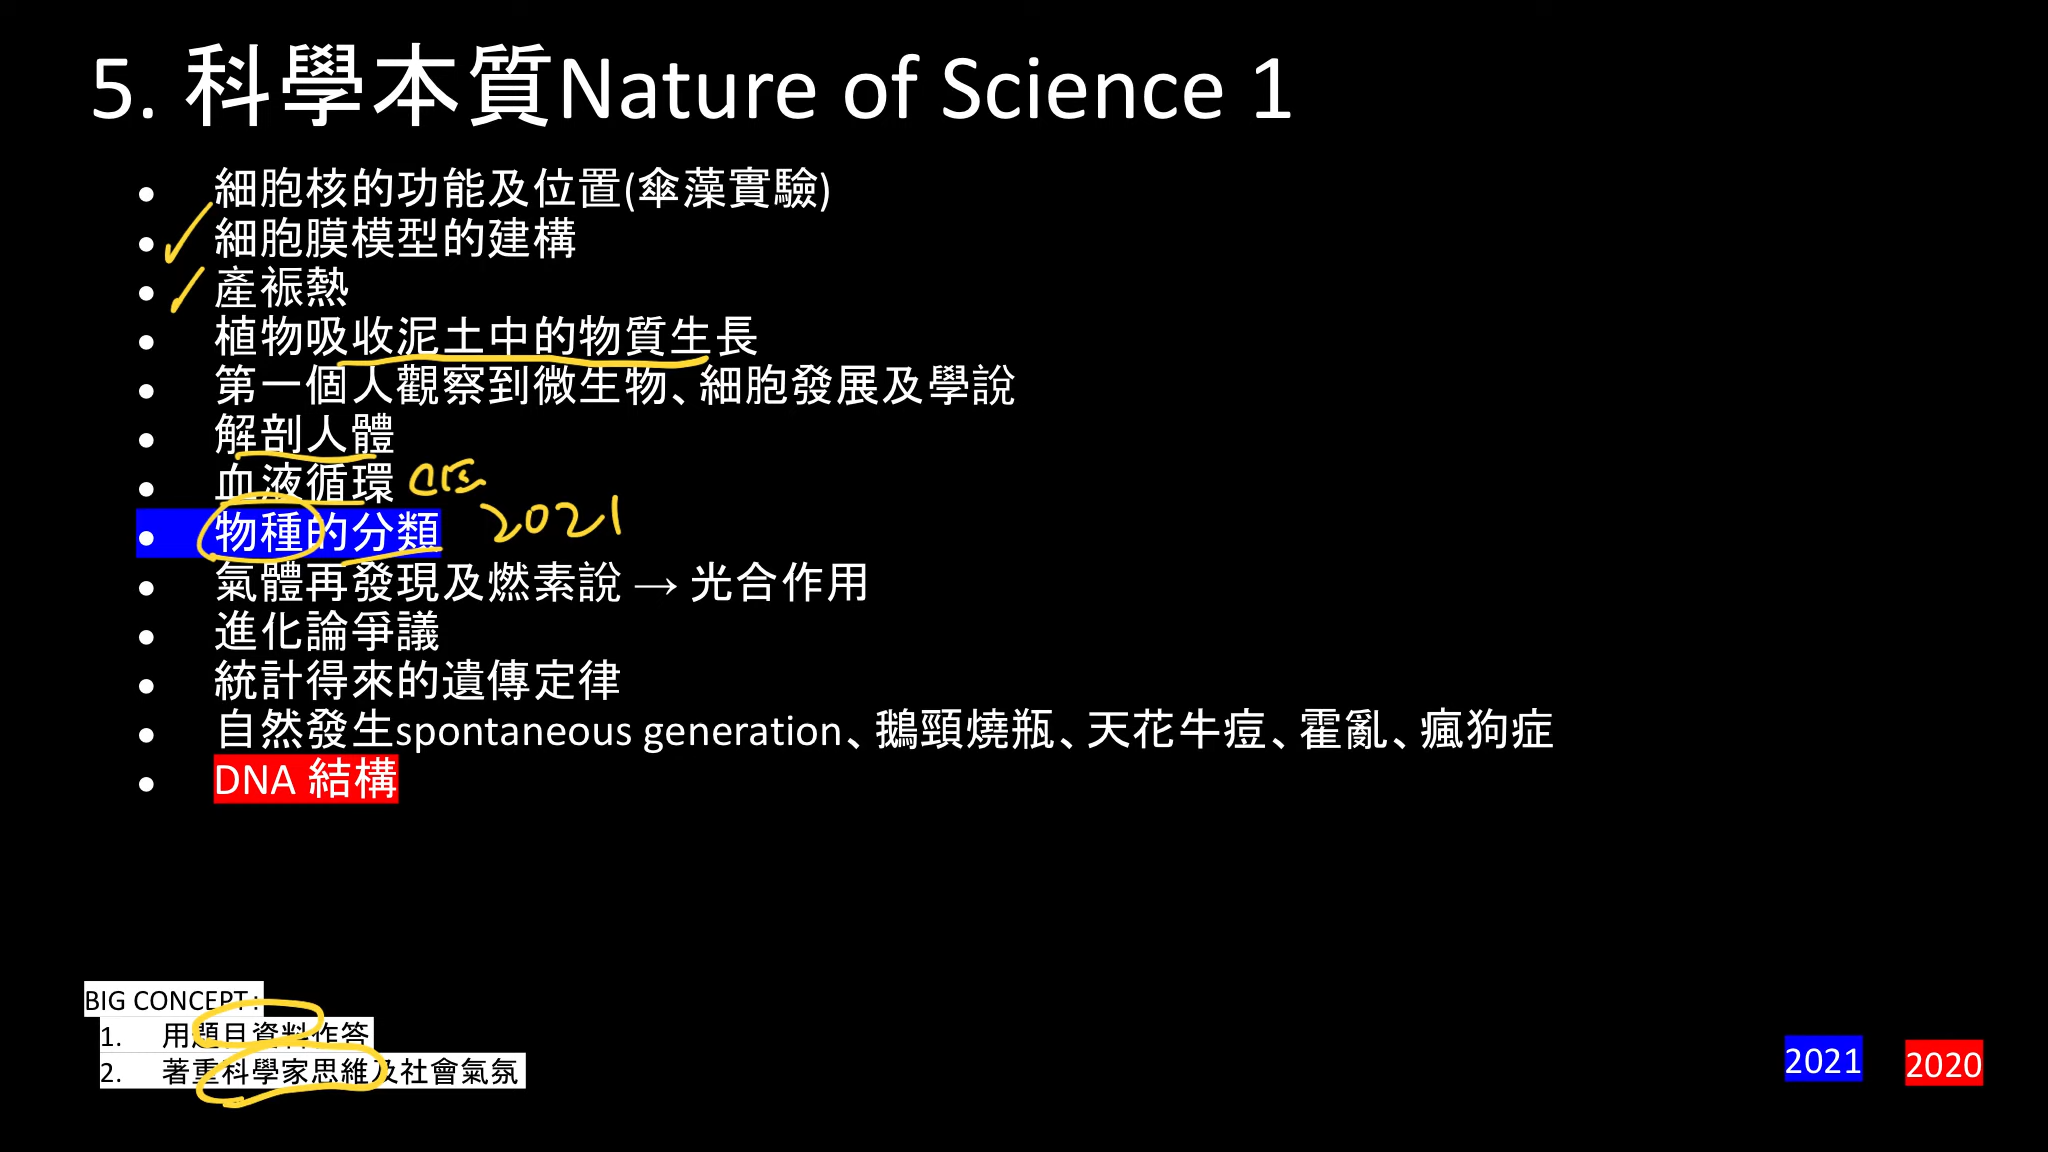 5. 科學本質Nature of Science 1
• 細胞核的功能及位置(傘藻實驗)
• 細胞膜模型的建構
• 產褥熱
• 植物吸收泥土中的物質生長
• 第一個人觀察到微生物、細胞發展及學說
• 解剖人體
• 血液循環
• 物種的分類 2021
• 氣體再發現及燃素說 → 光合作用
• 進化論爭議
• 統計得來的遺傳定律
• 自然發生spontaneous generation、鵝頸燒瓶、天花牛痘、霍亂、瘋狗症
• DNA 結構
BIG CONCEPT:
1. 用題目資料作答
2. 著重科學家思維及社會氣氛
2021 2020